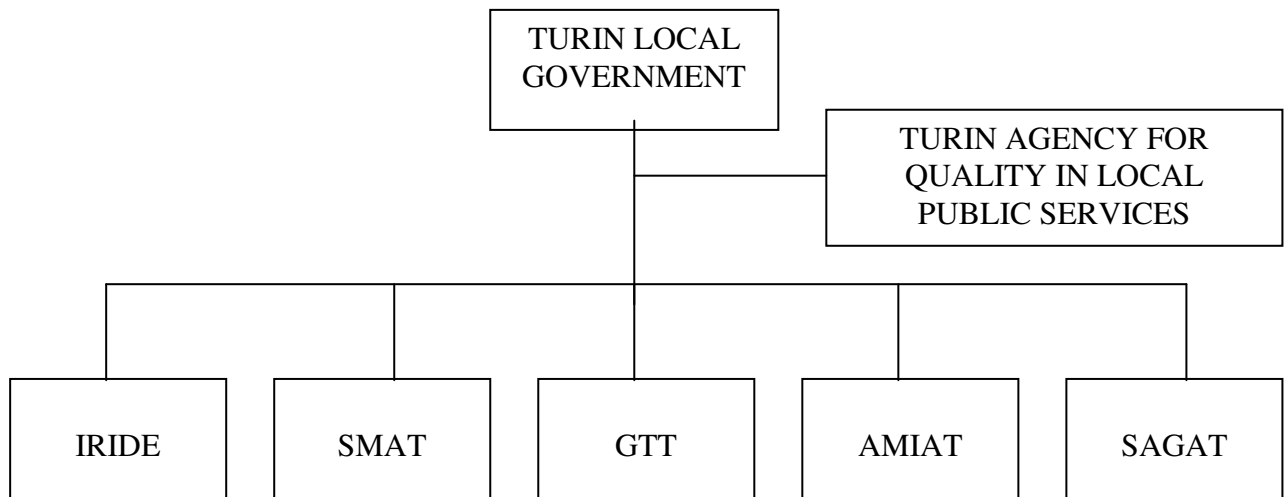 TURIN LOCAL
GOVERNMENT
TURIN AGENCY FOR
QUALITY IN LOCAL
PUBLIC SERVICES
IRIDE
SMAT
GTT
AMIAT
SAGAT